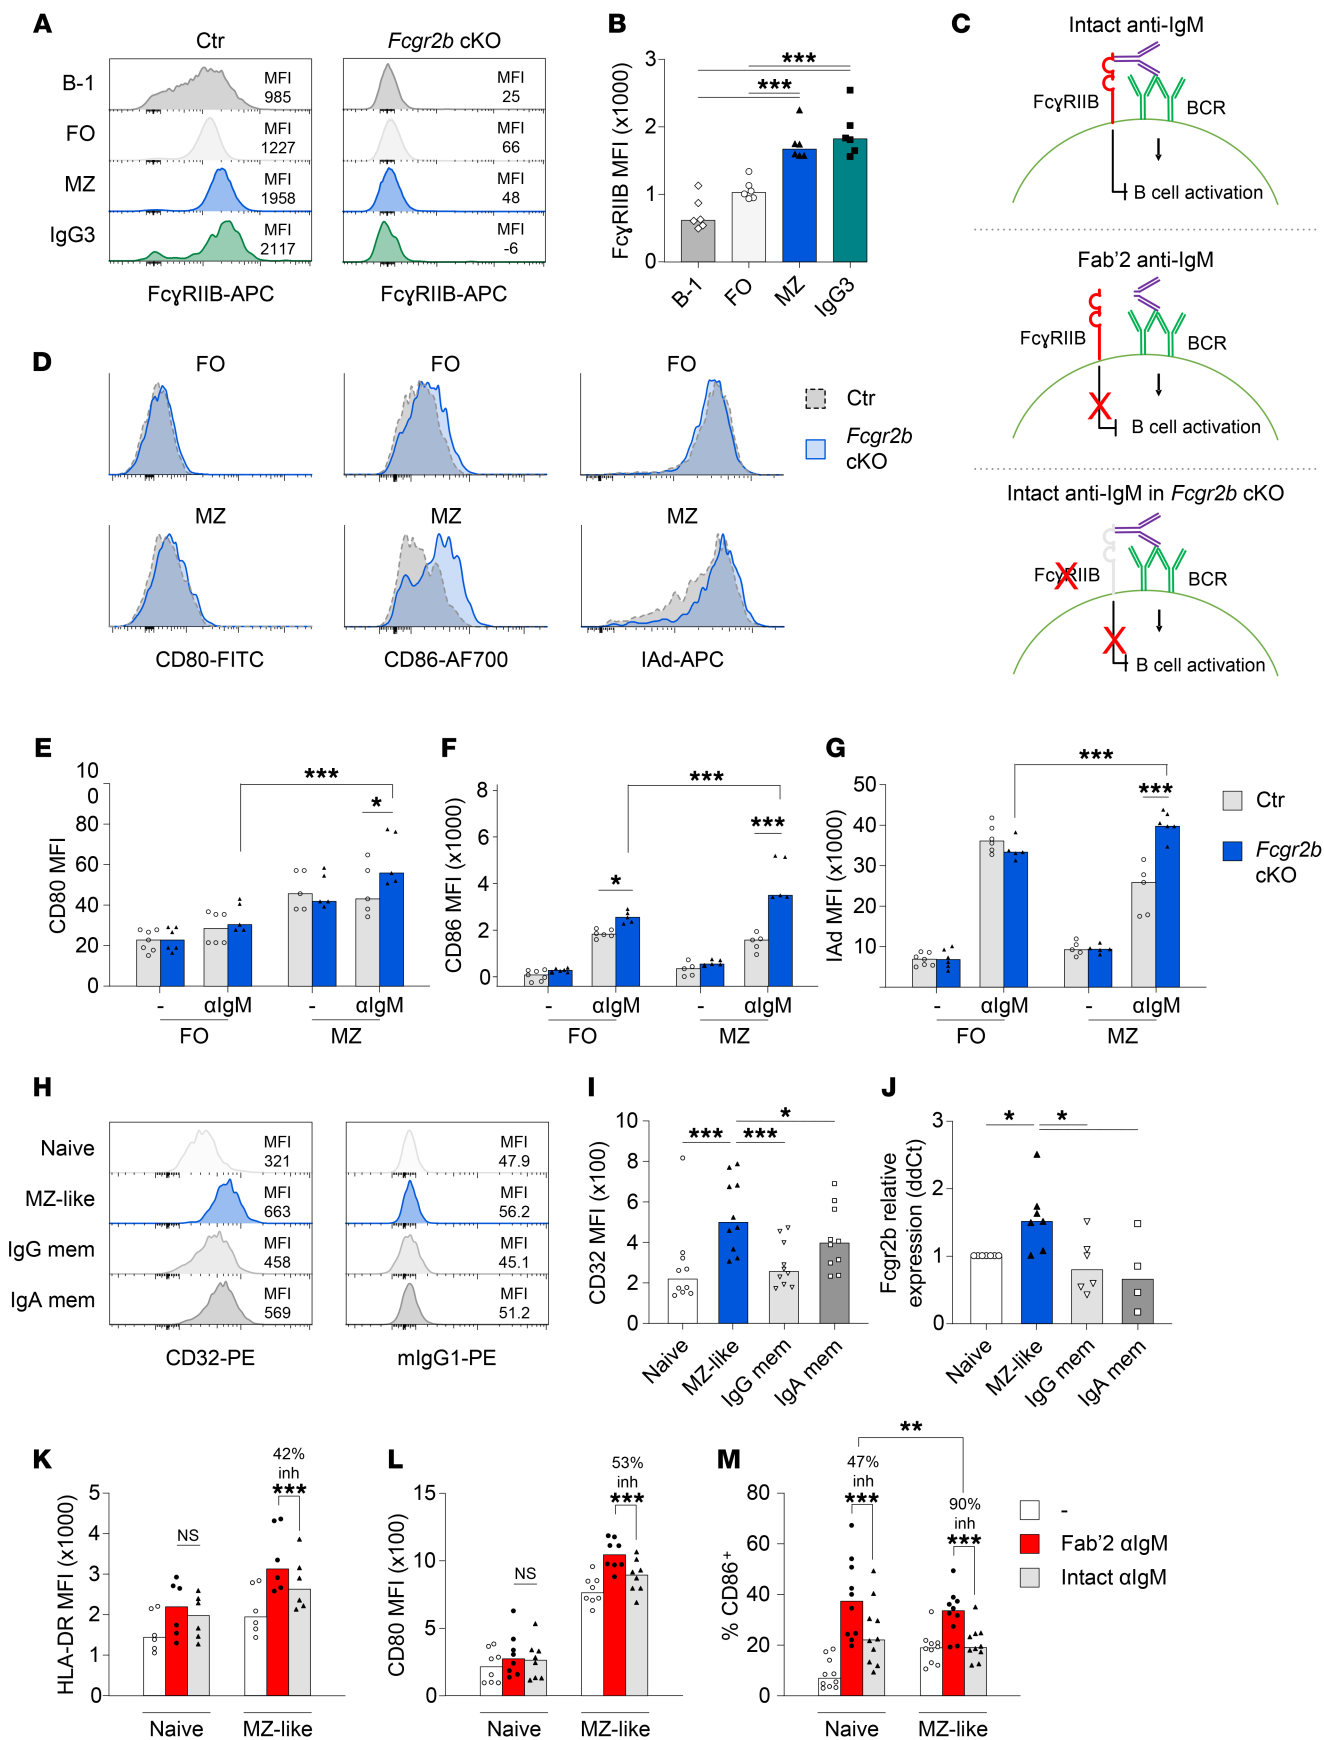 A
Ctr
Fcgr2b cKO
B-1
MFI
985
MFI
25
FO
MFI
1227
MFI
66
MZ
MFI
1958
MFI
48
IgG3
MFI
2117
MFI
-6
FcɣRIIB-APC
FcɣRIIB-APC
B
FcɣRIIB MFI (x1000)
3
2
1
0
***
***
B-1
FO
MZ
IgG3
C
Intact anti-IgM
FcɣRIIB
BCR
B cell activation
Fab'2 anti-IgM
FcɣRIIB
BCR
X
B cell activation
Intact anti-IgM in Fcgr2b cKO
FcɣRIIB
X
BCR
X
B cell activation
D
FO
FO
FO
Ctr
Fcgr2b
cKO
MZ
MZ
MZ
CD80-FITC
CD86-AF700
IAd-APC
E
CD80 MFI
10
0
80
60
40
20
0
***
*
-
αIgM
-
αIgM
FO
MZ
F
CD86 MFI (x1000)
8
6
4
2
0
***
***
*
-
αIgM
-
αIgM
FO
MZ
G
IAd MFI (x1000)
50
40
30
20
10
***
***
-
αIgM
-
αIgM
FO
MZ
Ctr
Fcgr2b
cKO
H
Naive
MFI
321
MFI
47.9
MZ-like
MFI
663
MFI
56.2
IgG mem
MFI
458
MFI
45.1
IgA mem
MFI
569
MFI
51.2
CD32-PE
mIgG1-PE
I
CD32 MFI (x100)
10
8
6
4
2
0
***
***
*
Naive
MZ-like
IgG mem
IgA mem
J
Fcgr2b relative
expression (ddCt)
3
2
1
0
*
*
Naive
MZ-like
IgG mem
IgA mem
K
HLA-DR MFI (x1000)
5
4
3
2
1
0
NS
42%
inh
***
Naive
MZ-like
L
CD80 MFI (x100)
15
10
5
0
NS
53%
inh
***
Naive
MZ-like
M
% CD86+
80
60
40
20
0
**
47%
inh
***
90%
inh
***
Naive
MZ-like
-
Fab'2 αIgM
Intact αIgM